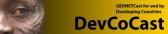 GEONETCast for and by
Developing Countries
DevCoCast